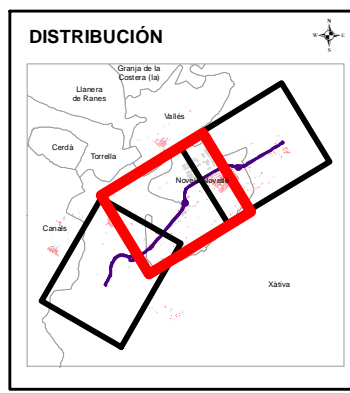 DISTRIBUCIÓN
N
W E
S
Granja de la
Costera (la)
Llanera
de Ranes
Vallés
Cerdà
Torrella
Canals
Xàtiva